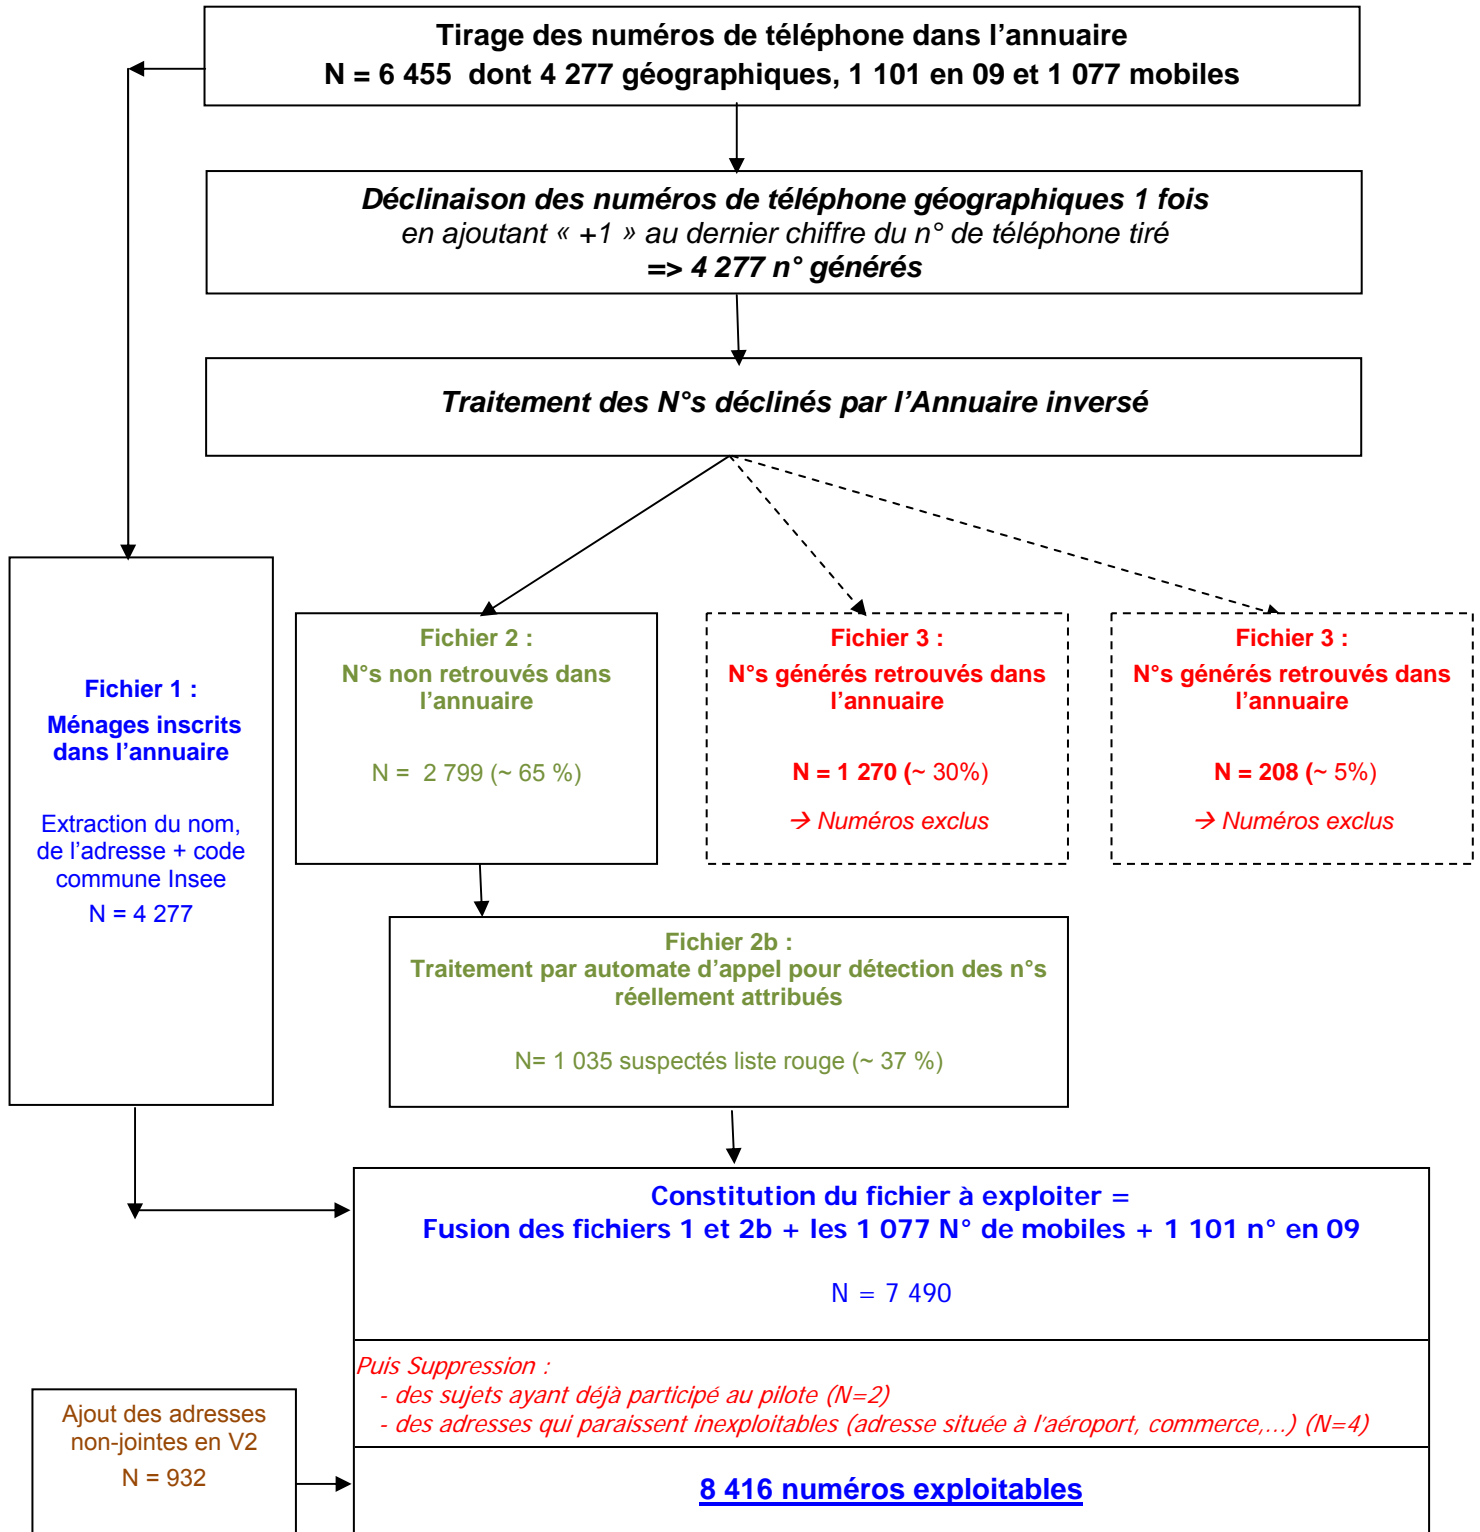 Tirage des numéros de téléphone dans l’annuaire
N = 6 455 dont 4 277 géographiques, 1 101 en 09 et 1 077 mobiles
Déclinaison des numéros de téléphone géographiques 1 fois
en ajoutant « +1 » au dernier chiffre du n° de téléphone tiré
=> 4 277 n° générés
Traitement des N°s déclinés par l’Annuaire inversé
Fichier 1 :
Ménages inscrits
dans l’annuaire
Extraction du nom,
de l’adresse + code
commune Insee
N = 4 277
Fichier 2 :
N°s non retrouvés dans
l’annuaire
N = 2 799 (~ 65 %)
Fichier 3 :
N°s générés retrouvés dans
l’annuaire
N = 1 270 (~ 30%)
→ Numéros exclus
Fichier 3 :
N°s générés retrouvés dans
l’annuaire
N = 208 (~ 5%)
→ Numéros exclus
Fichier 2b :
Traitement par automate d’appel pour détection des n°s
réellement attribués
N= 1 035 suspectés liste rouge (~ 37 %)
Constitution du fichier à exploiter =
Fusion des fichiers 1 et 2b + les 1 077 N° de mobiles + 1 101 n° en 09
N = 7 490
Puis Suppression :
- des sujets ayant déjà participé au pilote (N=2)
- des adresses qui paraissent inexploitables (adresse située à l’aéroport, commerce,…) (N=4)
Ajout des adresses
non-jointes en V2
N = 932
8 416 numéros exploitables